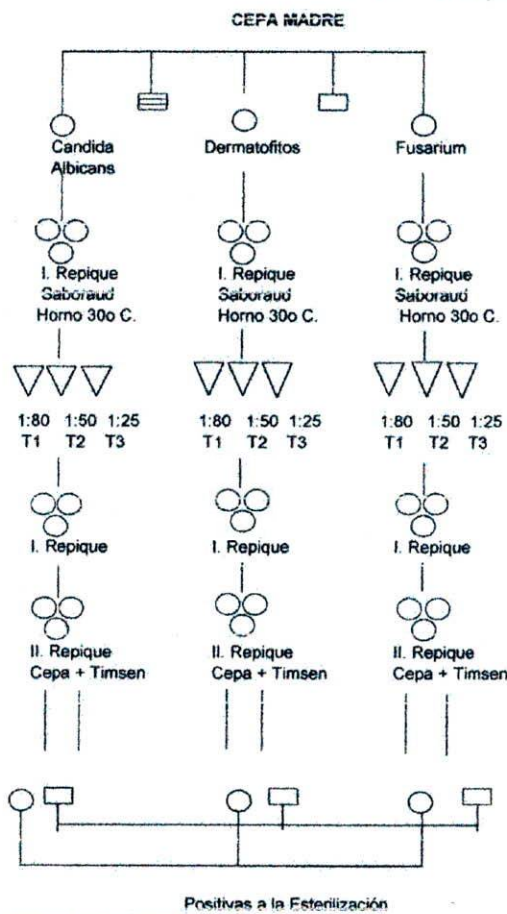 CEPA MADRE
Candida Albicans
Dermatofitos
Fusarium
I. Repique
Saboraud
Horno 30o C.
I. Repique
Saboraud
Horno 30o C.
I. Repique
Saboraud
Horno 30o C.
1:80 1:50 1:25
T1 T2 T3
1:80 1:50 1:25
T1 T2 T3
1:80 1:50 1:25
T1 T2 T3
I. Repique
I. Repique
I. Repique
II. Repique
Cepa + Timsen
II. Repique
Cepa + Timsen
II. Repique
Cepa + Timsen
Positivas a la Esterilización